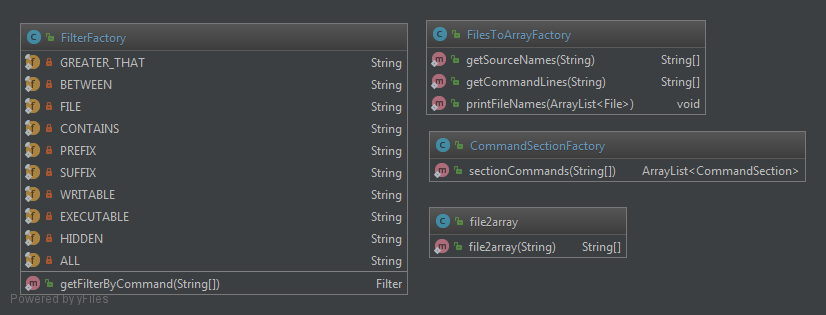 FilterFactory
GREATER_THAT String
BETWEEN String
FILE String
CONTAINS String
PREFIX String
SUFFIX String
WRITABLE String
EXECUTABLE String
HIDDEN String
ALL String
getFilterByCommand(String[]) Filter
FilesToArrayFactory
getSourceNames(String) String[]
getCommandLines(String) String[]
printFileNames(ArrayList<File>) void
CommandSectionFactory
sectionCommands(String[]) ArrayList<CommandSection>
file2array
file2array(String) String[]
Powered by yFiles